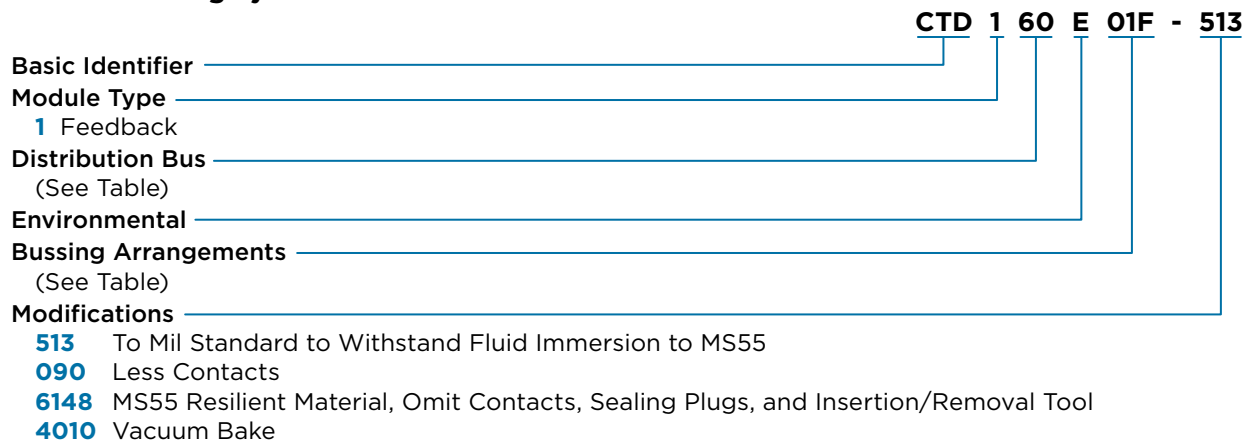 CTD 1 60 E 01F - 513
Basic Identifier
Module Type
1 Feedback
Distribution Bus
(See Table)
Environmental
Bussing Arrangements
(See Table)
Modifications
513 To Mil Standard to Withstand Fluid Immersion to MS55
090 Less Contacts
6148 MS55 Resilient Material, Omit Contacts, Sealing Plugs, and Insertion/Removal Tool
4010 Vacuum Bake